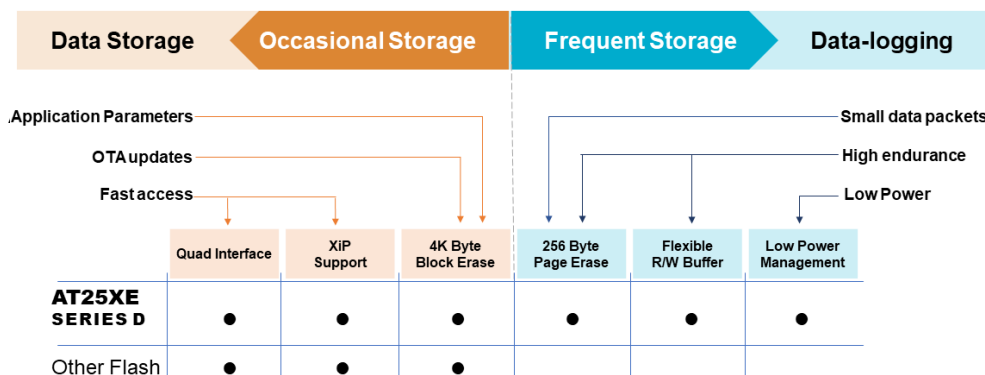 Data Storage
Occasional Storage
Frequent Storage
Data-logging
Application Parameters
Small data packets
OTA updates
High endurance
Fast access
Low Power
Quad Interface
XiP
Support
4K Byte
Block Erase
256 Byte
Page Erase
Flexible
R/W Buffer
Low Power
Management
AT25XE
SERIES D
Other Flash